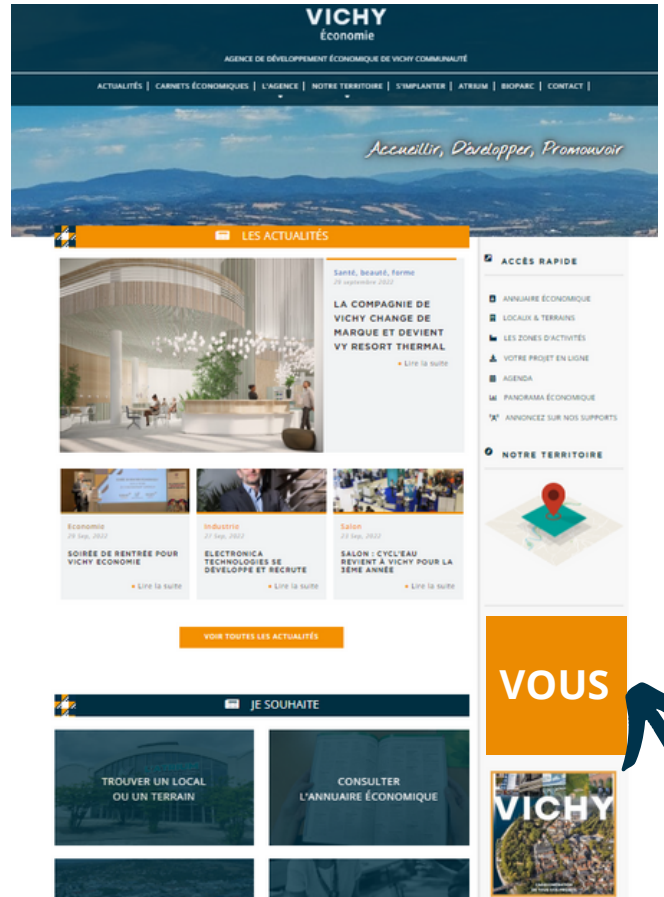 VICHY
Économie
AGENCE DE DÉVELOPPEMENT ÉCONOMIQUE DE VICHY COMMUNAUTÉ
ACTUALITÉS | CARNETS ÉCONOMIQUES | L'AGENCE | NOTRE TERRITOIRE | S'IMPLANTER | ATRIUM | BIOPARC | CONTACT |
Accueillir, Développer, Promouvoir
LES ACTUALITÉS
Santé, beauté, forme
26 septembre 2022
LA COMPAGNIE DE
VICHY CHANGE DE
MARQUE ET DEVIENT
VY RESORT THERMAL
Lire la suite
Economie
29 Sep, 2022
SOIRÉE DE RENTRÉE POUR
VICHY ECONOMIE
Lire la suite
Industrie
27 Sep, 2022
ELECTRONICA
TECHNOLOGIES SE
DÉVELOPPE ET RECRUTE
Lire la suite
Salon
23 Sep, 2022
SALON : CYCL'EAU
REVIENT À VICHY POUR LA
3ÈME ANNÉE
Lire la suite
VOIR TOUTES LES ACTUALITÉS
JE SOUHAITE
TROUVER UN LOCAL
OU UN TERRAIN
CONSULTER
L'ANNUAIRE ÉCONOMIQUE
ACCÈS RAPIDE
ANNUAIRE ÉCONOMIQUE
LOCAUX & TERRAINS
LES ZONES D'ACTIVITÉS
VOTRE PROJET EN LIGNE
AGENDA
PANORAMA ÉCONOMIQUE
ANNONCEZ SUR NOS SUPPORTS
NOTRE TERRITOIRE
VOUS
VICHY